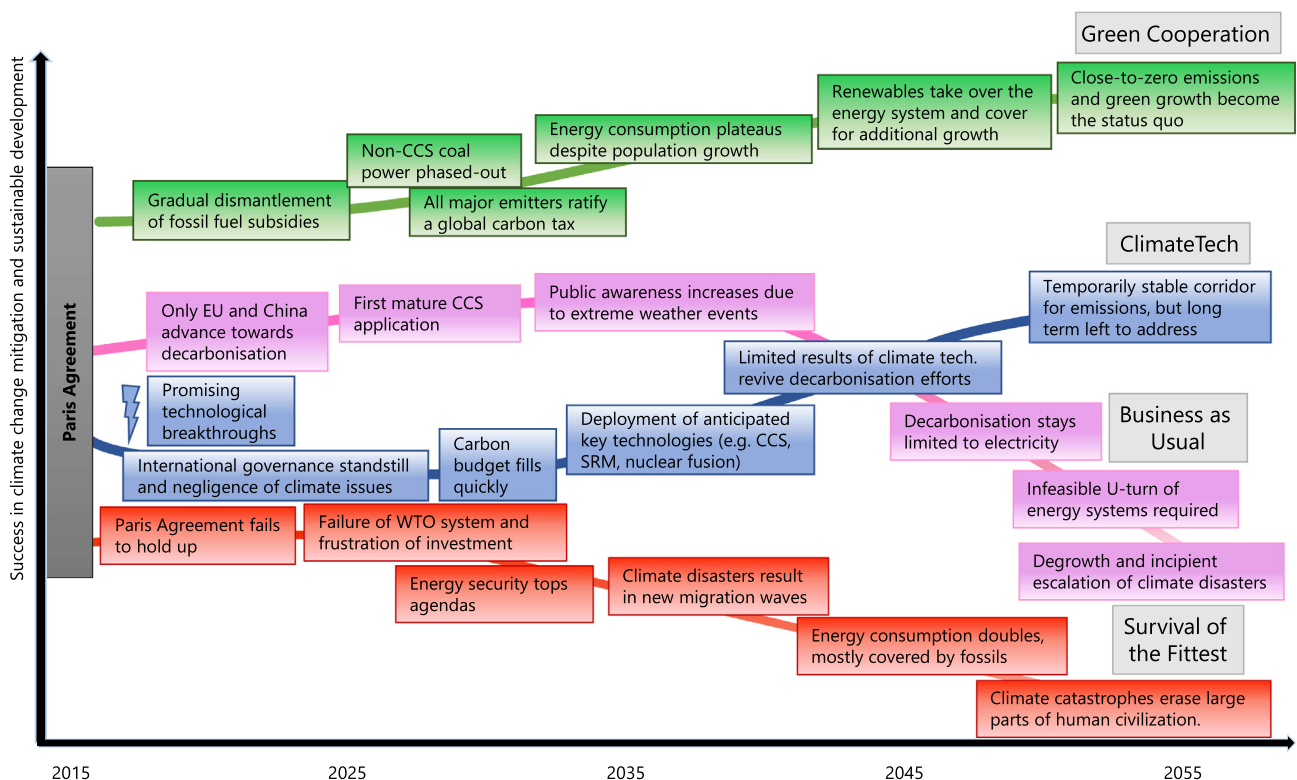 Green Cooperation
Close-to-zero emissions
and green growth become
the status quo
Renewables take over the
energy system and cover
for additional growth
Energy consumption plateaus
despite population growth
Non-CCS coal
power phased-out
Gradual dismantlement
of fossil fuel subsidies
All major emitters ratify
a global carbon tax
Success in climate change mitigation and sustainable development
Paris Agreement
ClimateTech
Temporarily stable corridor
for emissions, but long
term left to address
Only EU and China
advance towards
decarbonisation
First mature CCS
application
Public awareness increases due
to extreme weather events
Limited results of climate tech.
revive decarbonisation efforts
Promising
technological
breakthroughs
International governance standstill
and negligence of climate issues
Carbon
budget fills
quickly
Deployment of anticipated
key technologies (e.g. CCS,
SRM, nuclear fusion)
Decarbonisation stays
limited to electricity
Business as
Usual
Infeasible U-turn of
energy systems required
Degrowth and incipient
escalation of climate disasters
Paris Agreement fails
to hold up
Failure of WTO system and
frustration of investment
Energy security tops
agendas
Climate disasters result
in new migration waves
Energy consumption doubles,
mostly covered by fossils
Survival of
the Fittest
Climate catastrophes erase large
parts of human civilization.
2015
2025
2035
2045
2055